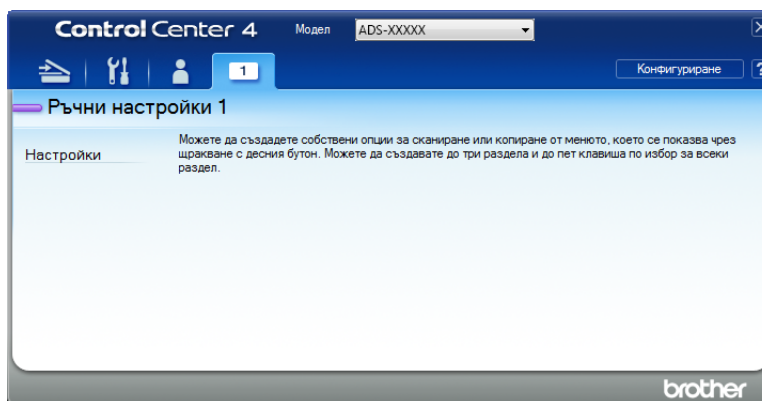 Control Center 4 Модел ADS-XXXXX
1 Конфигуриране ?
Ръчни настройки 1
Настройки
Можете да създадете собствени опции за сканиране или копиране от менюто, което се показва чрез
щракване с десния бутон. Можете да създавате до три раздела и до пет клавиша по избор за всеки
раздел.
brother